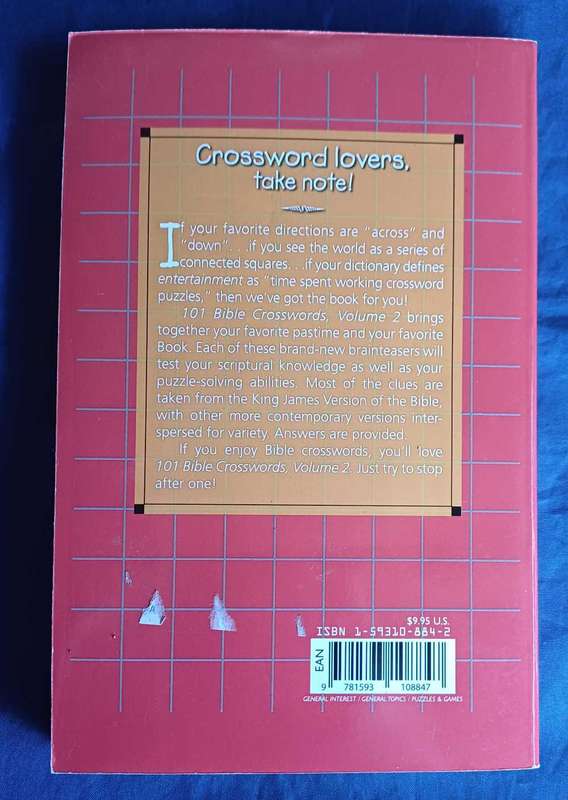 Crossword lovers,
take note!
If your favorite directions are "across" and
"down". . .if you see the world as a series of
connected squares. . .if your dictionary defines
entertainment as "time spent working crossword
puzzles," then we've got the book for you!
101 Bible Crosswords, Volume 2 brings
together your favorite pastime and your favorite
Book. Each of these brand-new brainteasers will
test your scriptural knowledge as well as your
puzzle-solving abilities. Most of the clues are
taken from the King James Version of the Bible,
with other more contemporary versions inter-
spersed for variety. Answers are provided.
If you enjoy Bible crosswords, you'll love
101 Bible Crosswords, Volume 2. Just try to stop
after one!
$9.95 U.S.
ISBN 1-59310-884-2
EAN
9 781593 108847
GENERAL INTEREST / GENERAL TOPICS / PUZZLES & GAMES